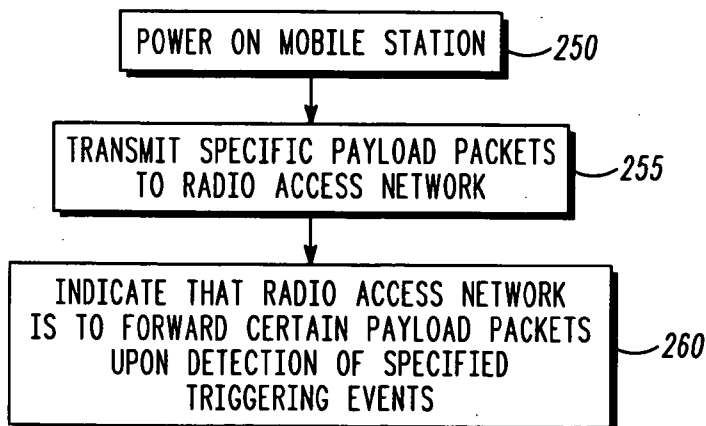 POWER ON MOBILE STATION
250
TRANSMIT SPECIFIC PAYLOAD PACKETS
TO RADIO ACCESS NETWORK
255
INDICATE THAT RADIO ACCESS NETWORK
IS TO FORWARD CERTAIN PAYLOAD PACKETS
UPON DETECTION OF SPECIFIED
TRIGGERING EVENTS
260